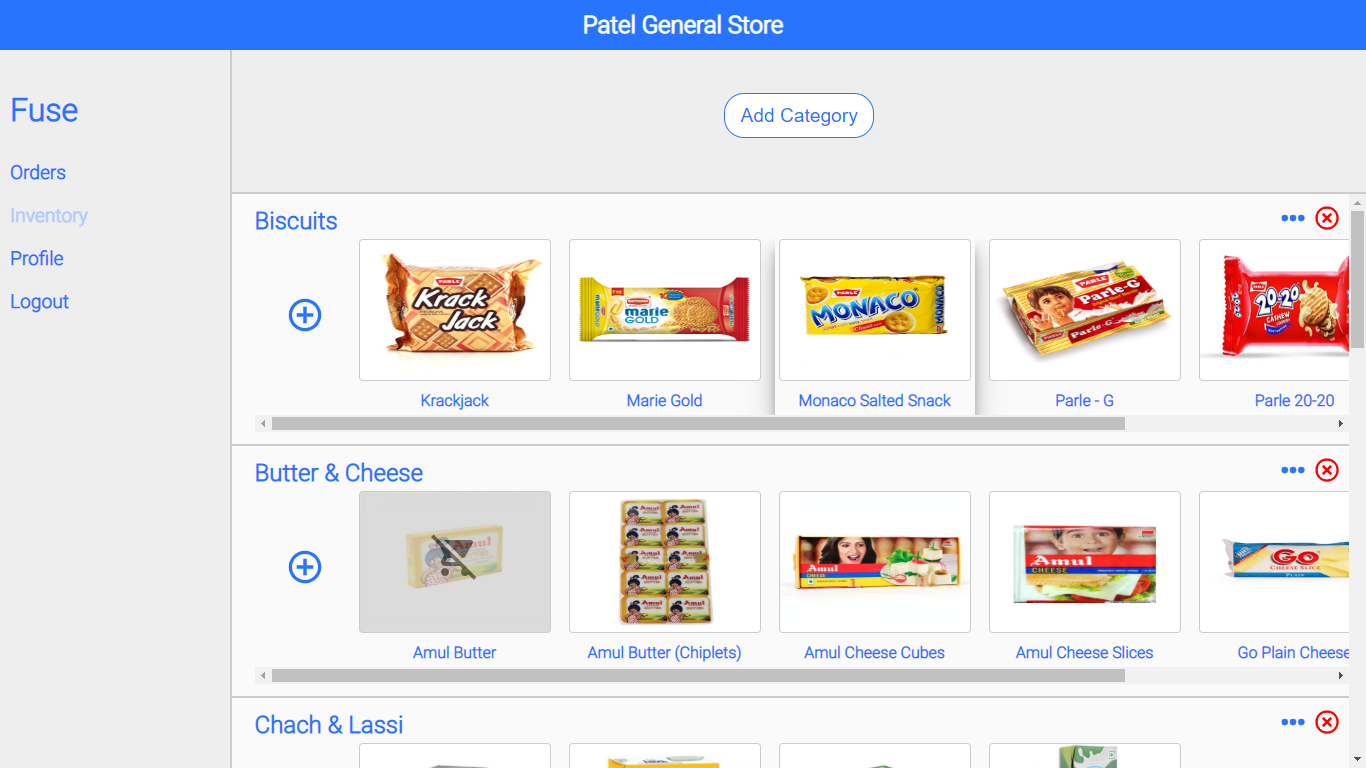 Patel General Store
Fuse
Orders
Inventory
Profile
Logout
Add Category
Biscuits
PARLE
Krack
Jack
marie
GOLD
PARLE
MONACO
PARLE
Parle-G
Parle-G
20-20
20-20
CASHEW
Krackjack
Marie Gold
Monaco Salted Snack
Parle - G
Parle 20-20
Butter & Cheese
Amul
CHEESE
Amul
CHEESE
GO
CHEESE SLICE
PLAIN
Amul Butter
Amul Butter (Chiplets)
Amul Cheese Cubes
Amul Cheese Slices
Go Plain Cheese
Chach & Lassi